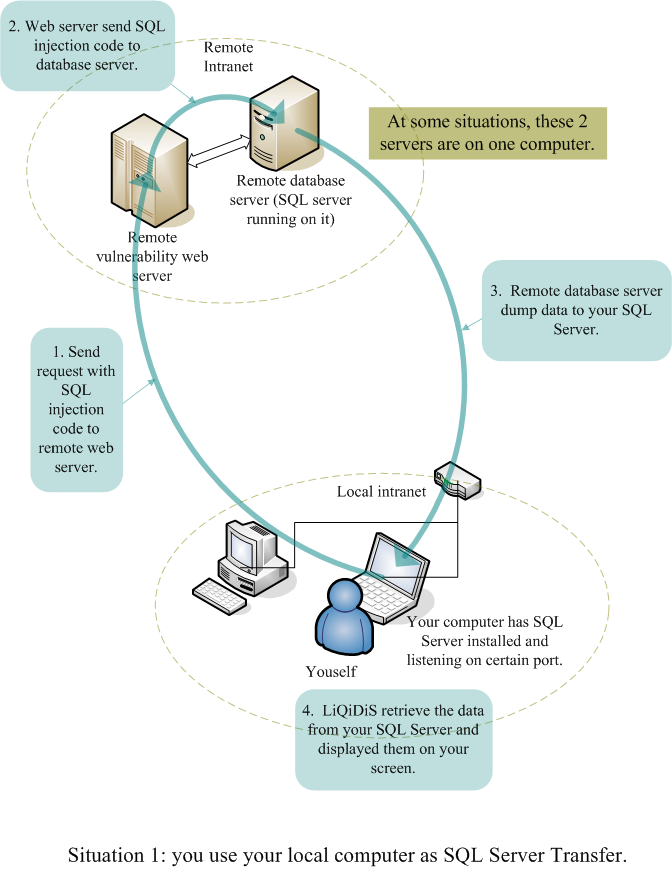 2. Web server send SQL
injection code to
database server.
Remote
Intranet
At some situations, these 2
servers are on one computer.
Remote database
server (SQL server
running on it)
Remote
vulnerability web
server
3. Remote database server
dump data to your SQL
Server.
1. Send
request with
SQL
injection
code to
remote web
server.
Local intranet
Your computer has SQL
Server installed and
listening on certain port.
Youself
4. LiQiDiS retrieve the data
from your SQL Server and
displayed them on your
screen.
Situation 1: you use your local computer as SQL Server Transfer.